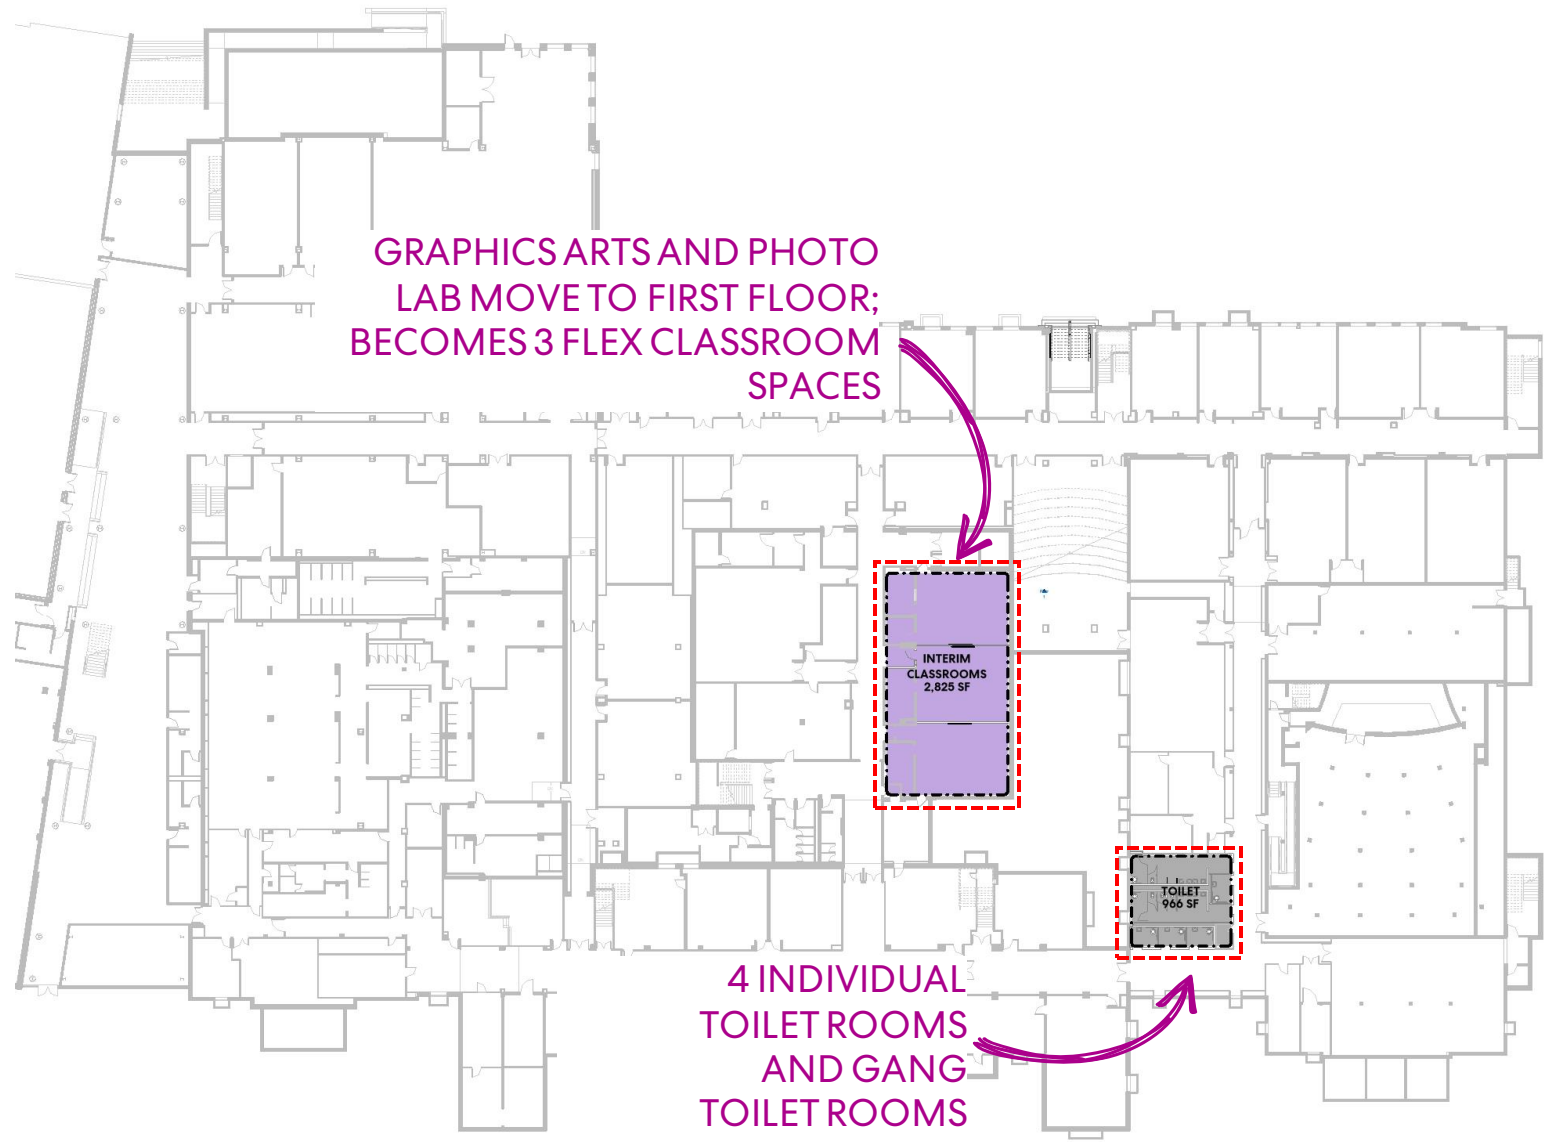 GRAPHICS ARTS AND PHOTO
LAB MOVE TO FIRST FLOOR;
BECOMES 3 FLEX CLASSROOM
SPACES
INTERIM
CLASSROOMS
2,825 SF
TOILET
966 SF
4 INDIVIDUAL
TOILET ROOMS
AND GANG
TOILET ROOMS